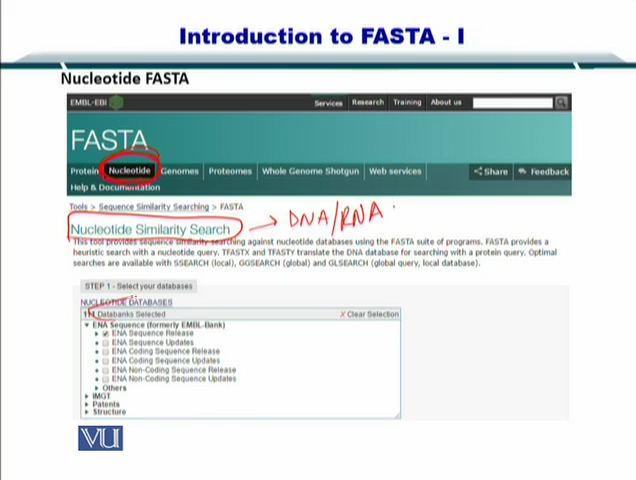 Introduction to FASTA - I
Nucleotide FASTA
EMBL-EBI Services Research Training About us
FASTA
Protein Nucleotide Genomes Proteomes Whole Genome Shotgun Web services Share Feedback
Help & Documentation
Tools > Sequence Similarity Searching > FASTA
Nucleotide Similarity Search → DNA/RNA
This tool provides sequence similarity searching against nucleotide databases using the FASTA suite of programs. FASTA provides a
heuristic search with a nucleotide query. TFASTX and TFASTY translate the DNA database for searching with a protein query. Optimal
searches are available with SSEARCH (local), GGSEARCH (global) and GLSEARCH (global query, local database).
STEP 1 - Select your databases
NUCLEOTIDE DATABASES
Databanks Selected X Clear Selection
ENA Sequence (formerly EMBL-Bank)
ENA Sequence Release
ENA Sequence Updates
ENA Coding Sequence Release
ENA Coding Sequence Updates
ENA Non-Coding Sequence Release
ENA Non-Coding Sequence Updates
Others
IMGT
Patents
Structure
VU